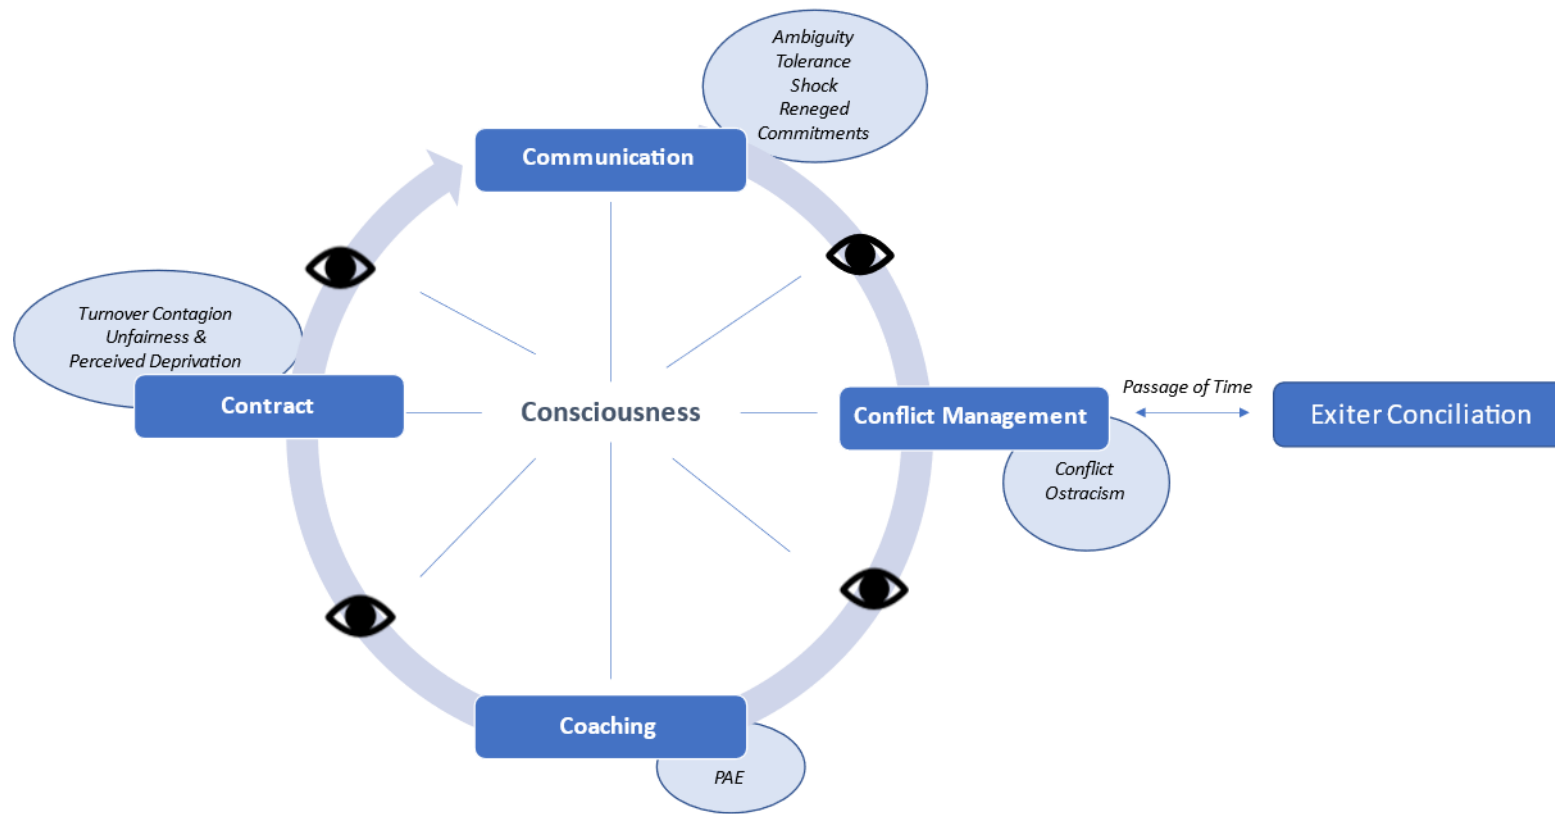 Ambiguity
Tolerance
Shock
Reneged
Commitments
Communication
Turnover Contagion
Unfairness &
Perceived Deprivation
Contract
Consciousness
Conflict Management
Passage of Time
Exiter Conciliation
Conflict
Ostracism
Coaching
PAE